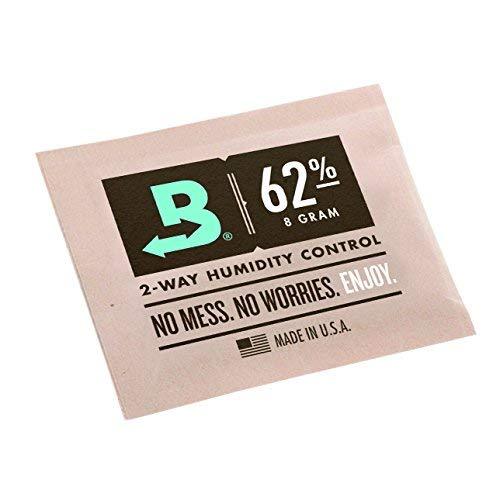 B®
62%
8 GRAM
2-WAY HUMIDITY CONTROL
NO MESS. NO WORRIES. ENJOY.
MADE IN U.S.A.